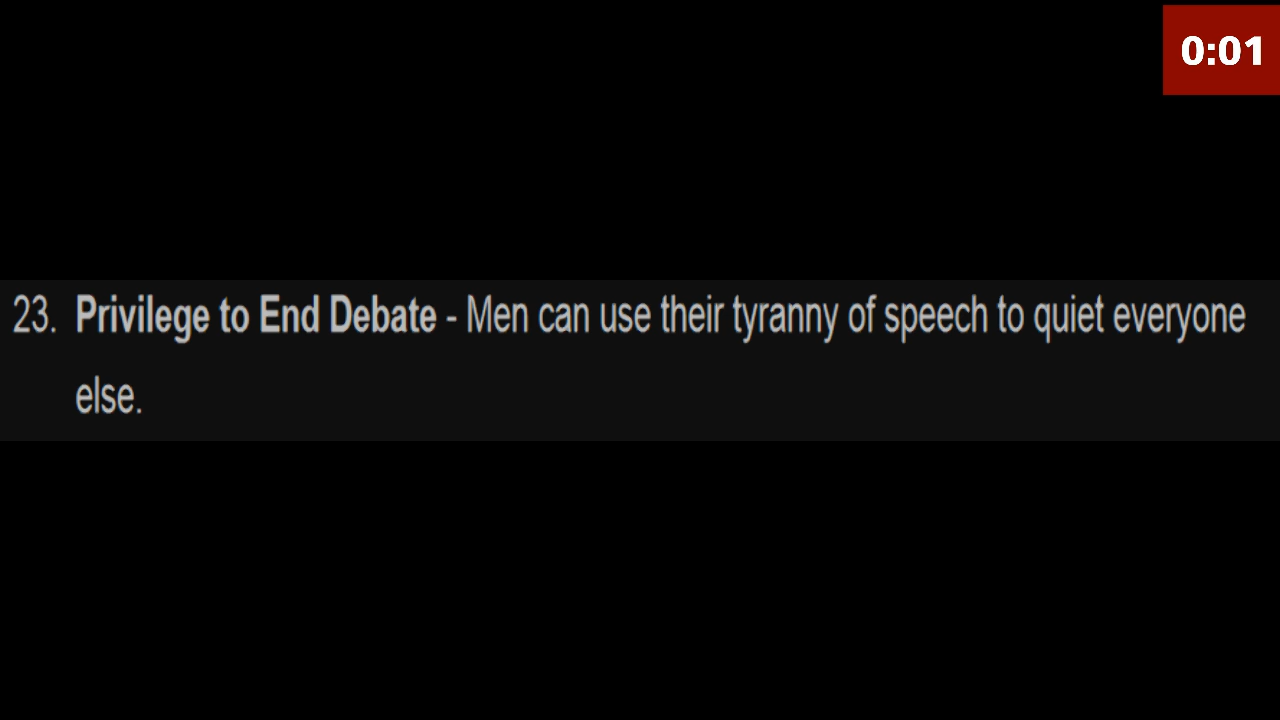 0:01
23. Privilege to End Debate - Men can use their tyranny of speech to quiet everyone
else.